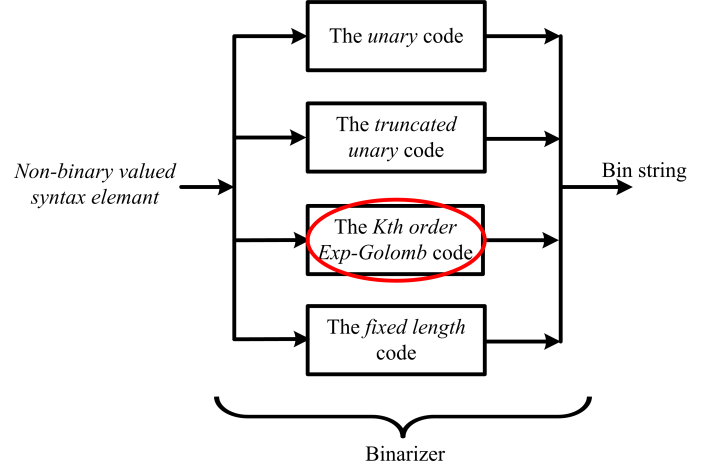 The unary code
The truncated
unary code
Non-binary valued
syntax elemant
Bin string
The Kth order
Exp-Golomb code
The fixed length
code
Binarizer